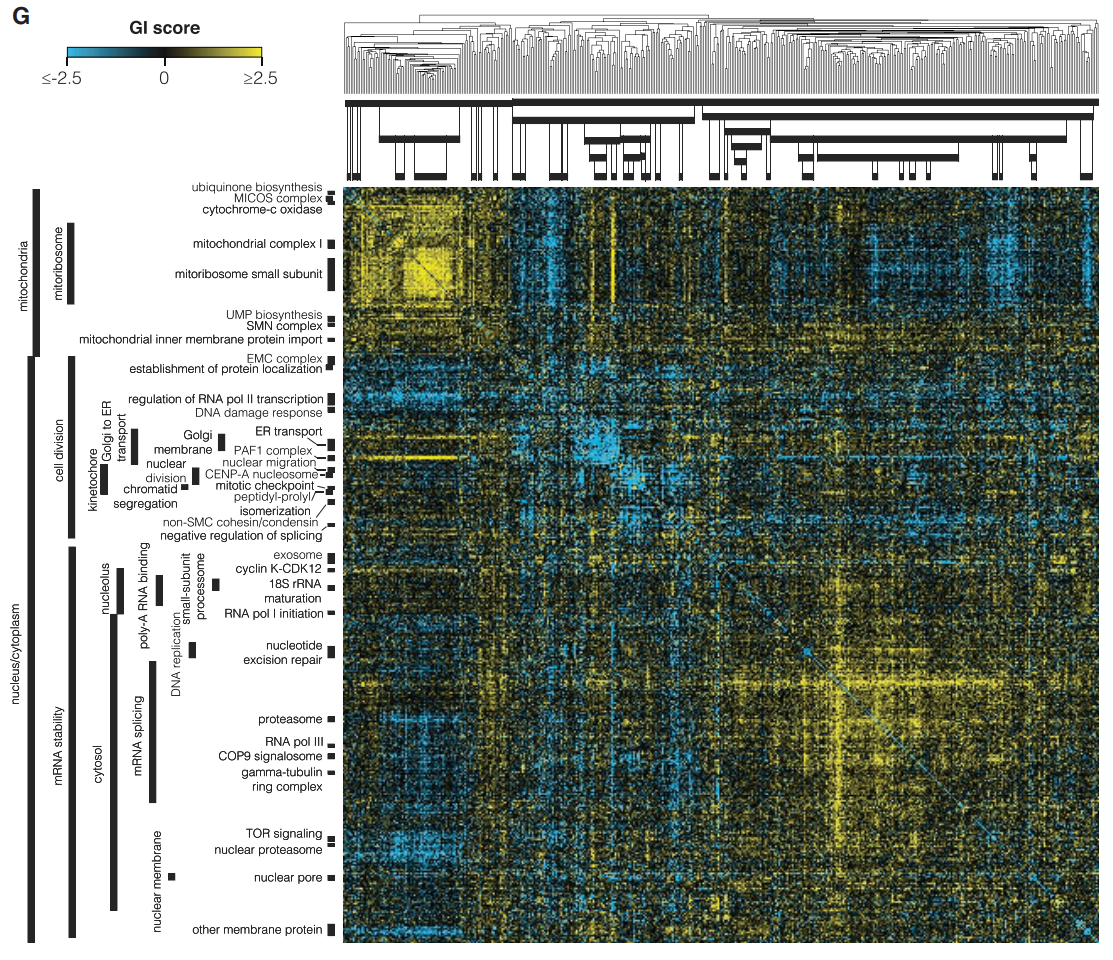 G
GI score
≤-2.5
0
≥2.5
mitochondria
mitoribosome
ubiquinone biosynthesis
MICOS complex
cytochrome-c oxidase
mitochondrial complex I
mitoribosome small subunit
UMP biosynthesis
SMN complex
mitochondrial inner membrane protein import
nucleus/cytoplasm
cell division
EMC complex
establishment of protein localization
regulation of RNA pol II transcription
DNA damage response
kinetochore
Golgi to ER
transport
Golgi
membrane
nuclear
division
chromatid
segregation
ER transport
PAF1 complex
nuclear migration
CENP-A nucleosome
mitotic checkpoint
peptidyl-prolyl
isomerization
non-SMC cohesin/condensin
negative regulation of splicing
mRNA stability
nucleolus
cytosol
poly-A RNA binding
mRNA splicing
small-subunit
processome
DNA replication
nuclear membrane
exosome
cyclin K-CDK12
18S rRNA
maturation
RNA pol I initiation
nucleotide
excision repair
proteasome
RNA pol III
COP9 signalosome
gamma-tubulin
ring complex
TOR signaling
nuclear proteasome
nuclear pore
other membrane protein